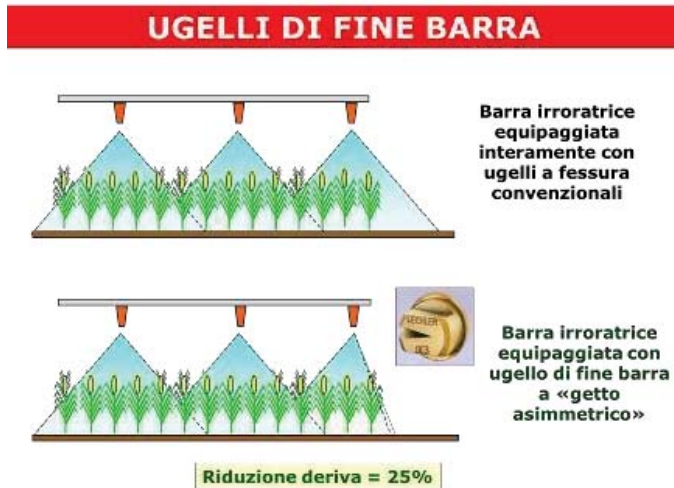 UGELLI DI FINE BARRA
Barra irroratrice
equipaggiata
interamente con
ugelli a fessura
convenzionali
LECHLER
Barra irroratrice
equipaggiata con
ugello di fine barra
a «getto
asimmetrico»
Riduzione deriva = 25%